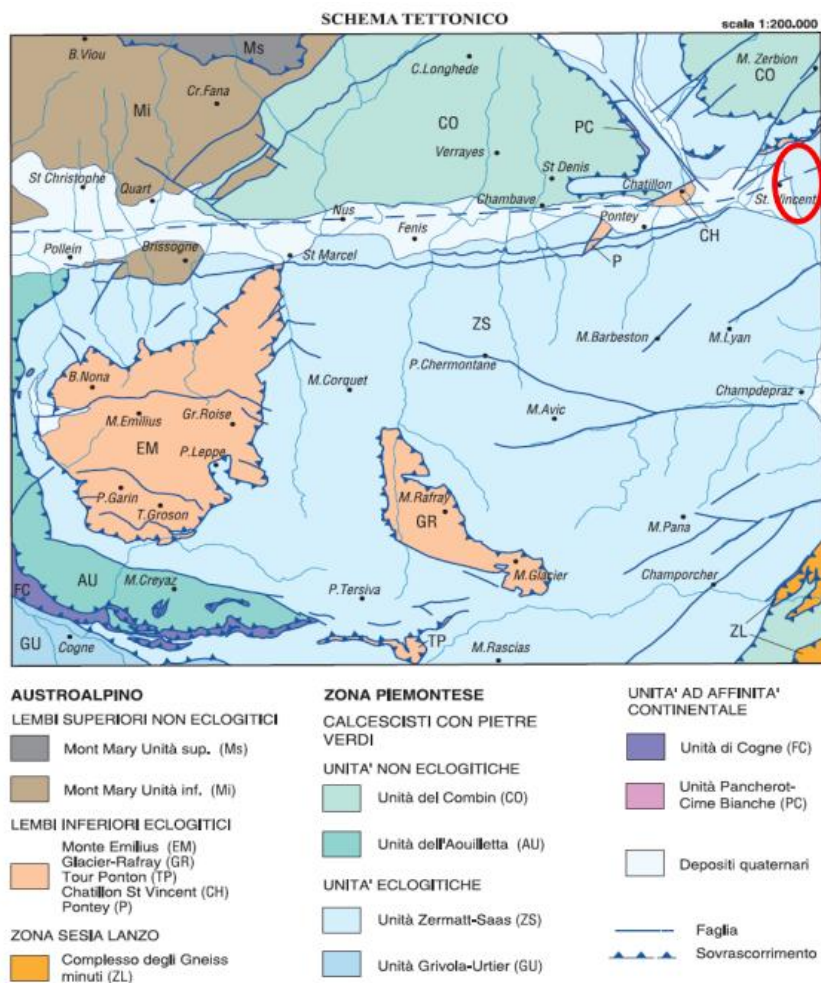 SCHEMA TETTONICO
scala 1:200.000
B.Viou
Ms
C.Longhede
M. Zerbion
CO
Cr.Fana
Mi
CO
PC
Verrayes
St Christophe
Quart
St Denis
Chatillon
St. Vincent
Nus
Chambave
Pollein
Brissogne
Fenis
Pontey
CH
St Marcel
P
ZS
M.Barbeston
M.Lyan
P.Chermontane
B.Nona
M.Corquet
Champdepraz
M.Emilius
Gr.Roise
M.Avic
EM
P.Leppe
P.Garin
M.Rafray
T.Groson
GR
M.Pana
AU
M.Creyaz
M.Glacier
Champorcher
FC
P.Tersiva
ZL
GU
Cogne
TP
M.Rascias
AUSTROALPINO
LEMBI SUPERIORI NON ECLOGITICI
Mont Mary Unità sup. (Ms)
Mont Mary Unità inf. (Mi)
LEMBI INFERIORI ECLOGITICI
Monte Emilius (EM)
Glacier-Rafray (GR)
Tour Ponton (TP)
Chatillon St Vincent (CH)
Pontey (P)
ZONA SESIA LANZO
Complesso degli Gneiss
minuti (ZL)
ZONA PIEMONTESE
CALCESCISTI CON PIETRE
VERDI
UNITA' NON ECLOGITICHE
Unità del Combin (CO)
Unità dell'Aouilletta (AU)
UNITA' ECLOGITICHE
Unità Zermatt-Saas (ZS)
Unità Grivola-Urtier (GU)
UNITA' AD AFFINITA'
CONTINENTALE
Unità di Cogne (FC)
Unità Pancherot-
Cime Bianche (PC)
Depositi quaternari
Faglia
Sovrascorrimento